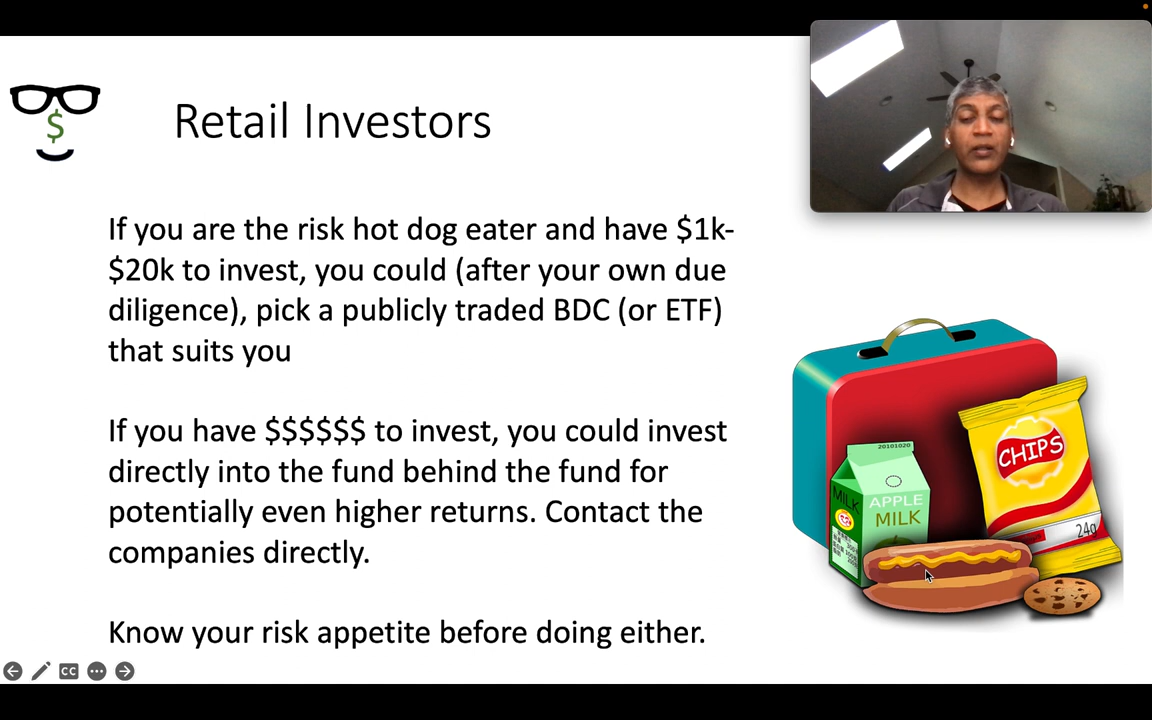 $
Retail Investors
If you are the risk hot dog eater and have $1k-
$20k to invest, you could (after your own due
diligence), pick a publicly traded BDC (or ETF)
that suits you
If you have $$$$$$ to invest, you could invest
directly into the fund behind the fund for
potentially even higher returns. Contact the
companies directly.
Know your risk appetite before doing either.
20101020
MILK
APPLE
MILK
CHIPS
24g
CC